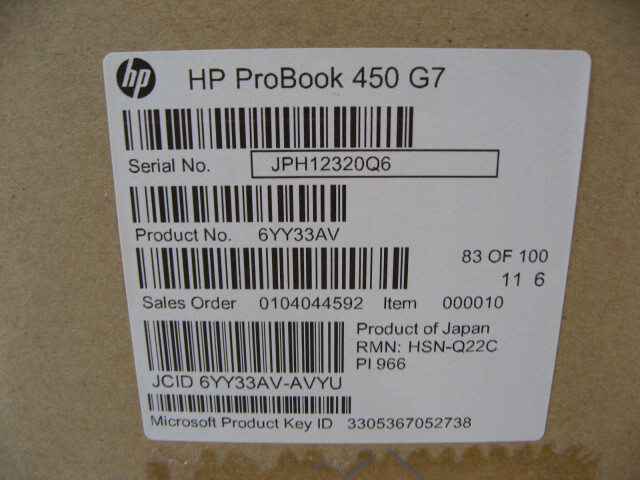 hp HP ProBook 450 G7
Serial No. JPH12320Q6
Product No. 6YY33AV
83 OF 100
11 6
Sales Order 0104044592 Item 000010
Product of Japan
RMN: HSN-Q22C
PI 966
JCID 6YY33AV-AVYU
Microsoft Product Key ID 3305367052738